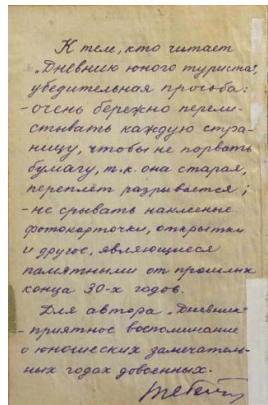 К тем, кто читает
„Дневник юного туриста",
убедительная просьба:
- очень бережно перели-
стывать каждую стра-
ницу, чтобы не порвать
бумагу, т.к. она старая,
переплёт разрывается;
- не срывать наклеенные
фотокарточки, открытки
и другое, являющиеся
памятными от прошлых
конца 30-х годов.
Для автора „Дневник"
- приятное воспоминание
о юношеских замечатель-
ных годах довоенных.